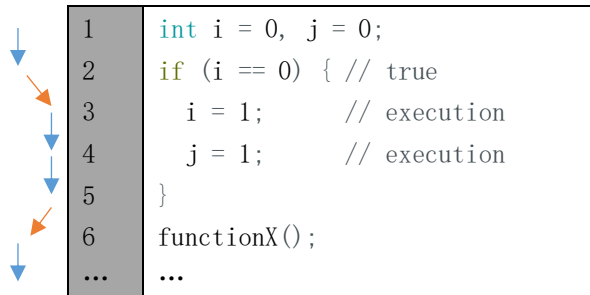 1 int i = 0, j = 0;
2 if (i == 0) { // true
3 i = 1; // execution
4 j = 1; // execution
5 }
6 functionX();
… …